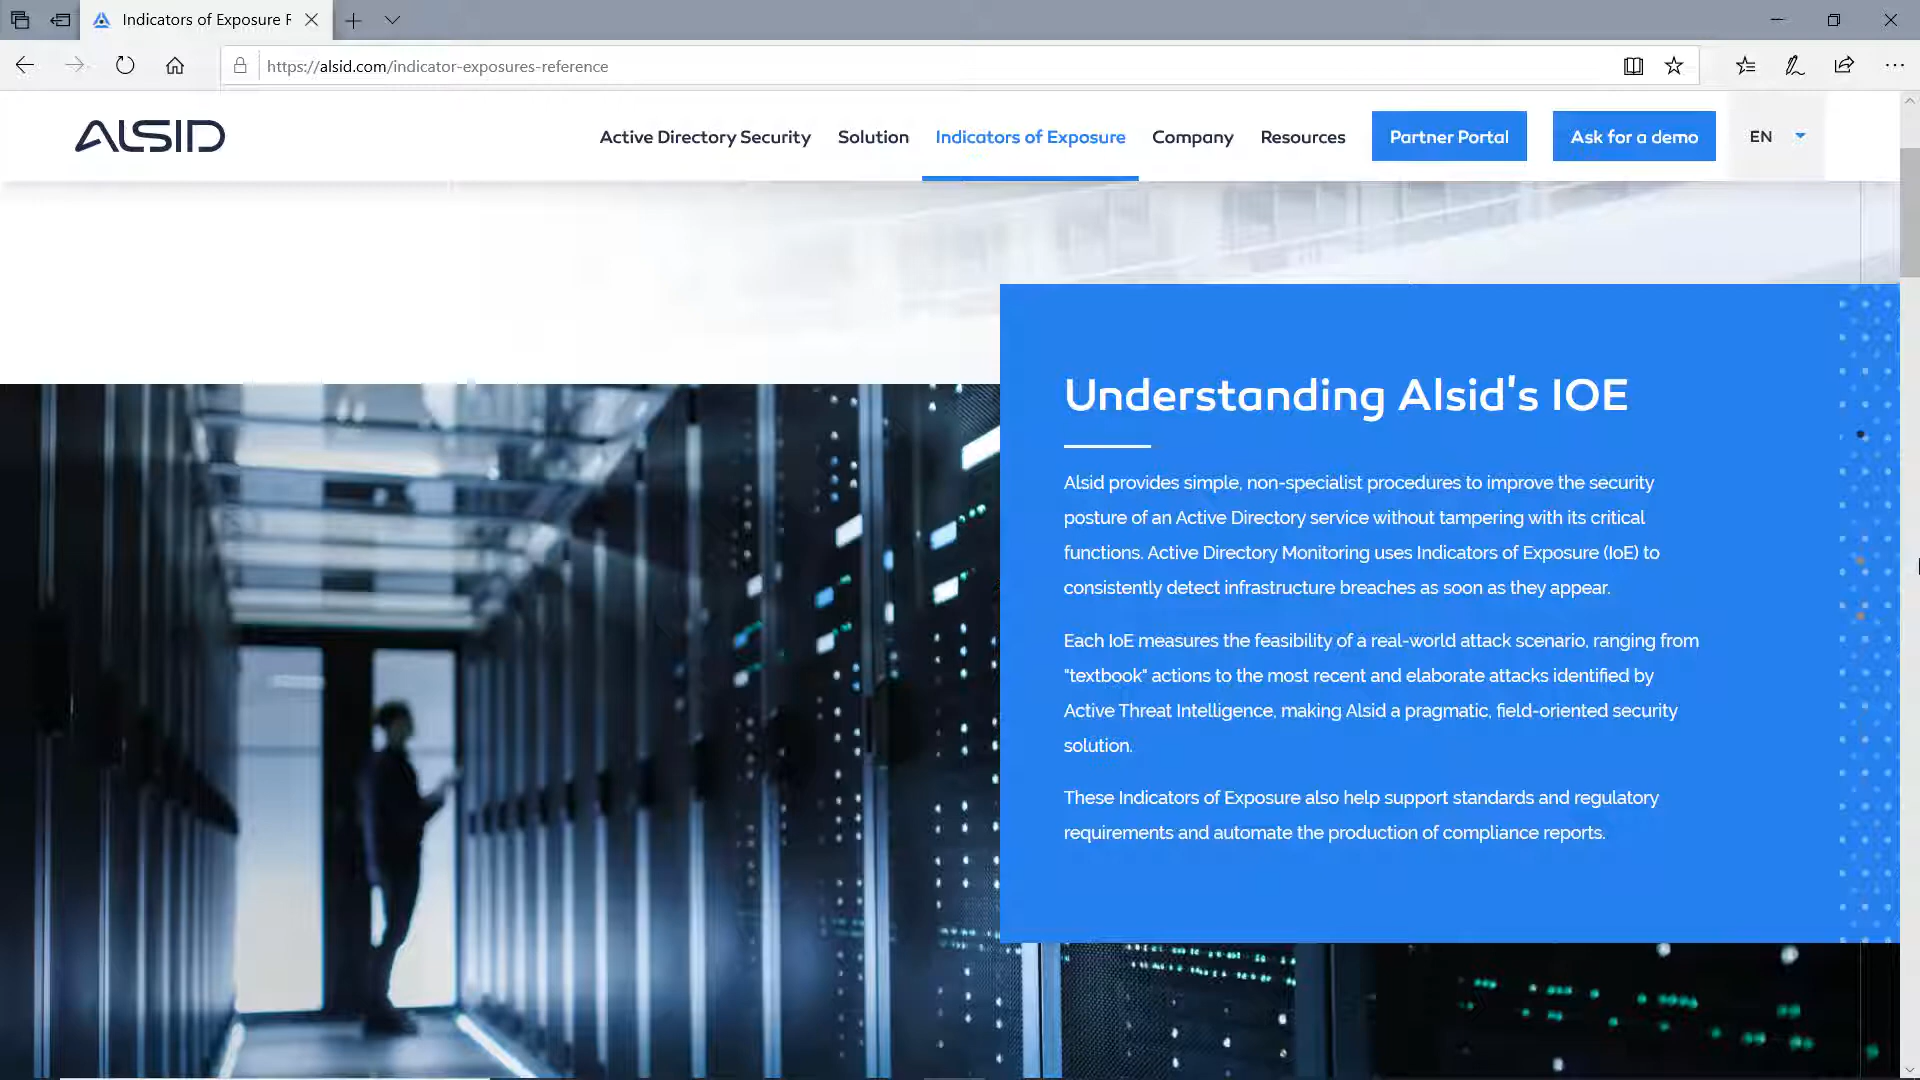 Indicators of Exposure F
https://alsid.com/indicator-exposures-reference
ALSID
Active Directory Security
Solution
Indicators of Exposure
Company
Resources
Partner Portal
Ask for a demo
EN
Understanding Alsid's IOE
Alsid provides simple, non-specialist procedures to improve the security
posture of an Active Directory service without tampering with its critical
functions. Active Directory Monitoring uses Indicators of Exposure (IoE) to
consistently detect infrastructure breaches as soon as they appear.
Each IoE measures the feasibility of a real-world attack scenario, ranging from
"textbook" actions to the most recent and elaborate attacks identified by
Active Threat Intelligence, making Alsid a pragmatic, field-oriented security
solution.
These Indicators of Exposure also help support standards and regulatory
requirements and automate the production of compliance reports.